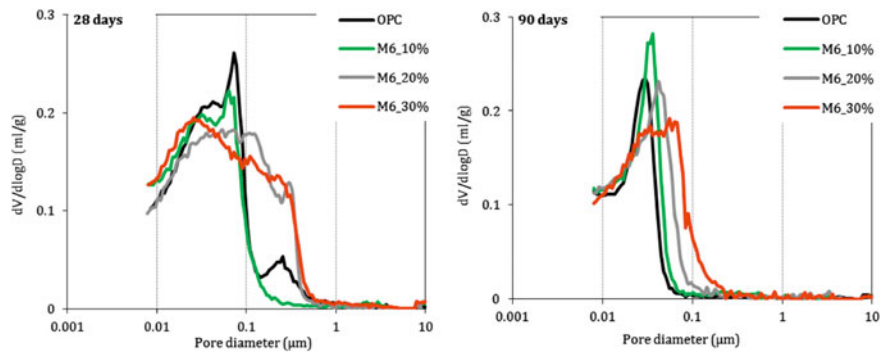 28 days
OPC
M6_10%
M6_20%
M6_30%
dV/dlogD (ml/g)
0.3
0.2
0.1
0
0.001
0.01
0.1
1
10
Pore diameter (µm)
90 days
OPC
M6_10%
M6_20%
M6_30%
dV/dlogD (ml/g)
0.3
0.2
0.1
0
0.001
0.01
0.1
1
10
Pore diameter (µm)